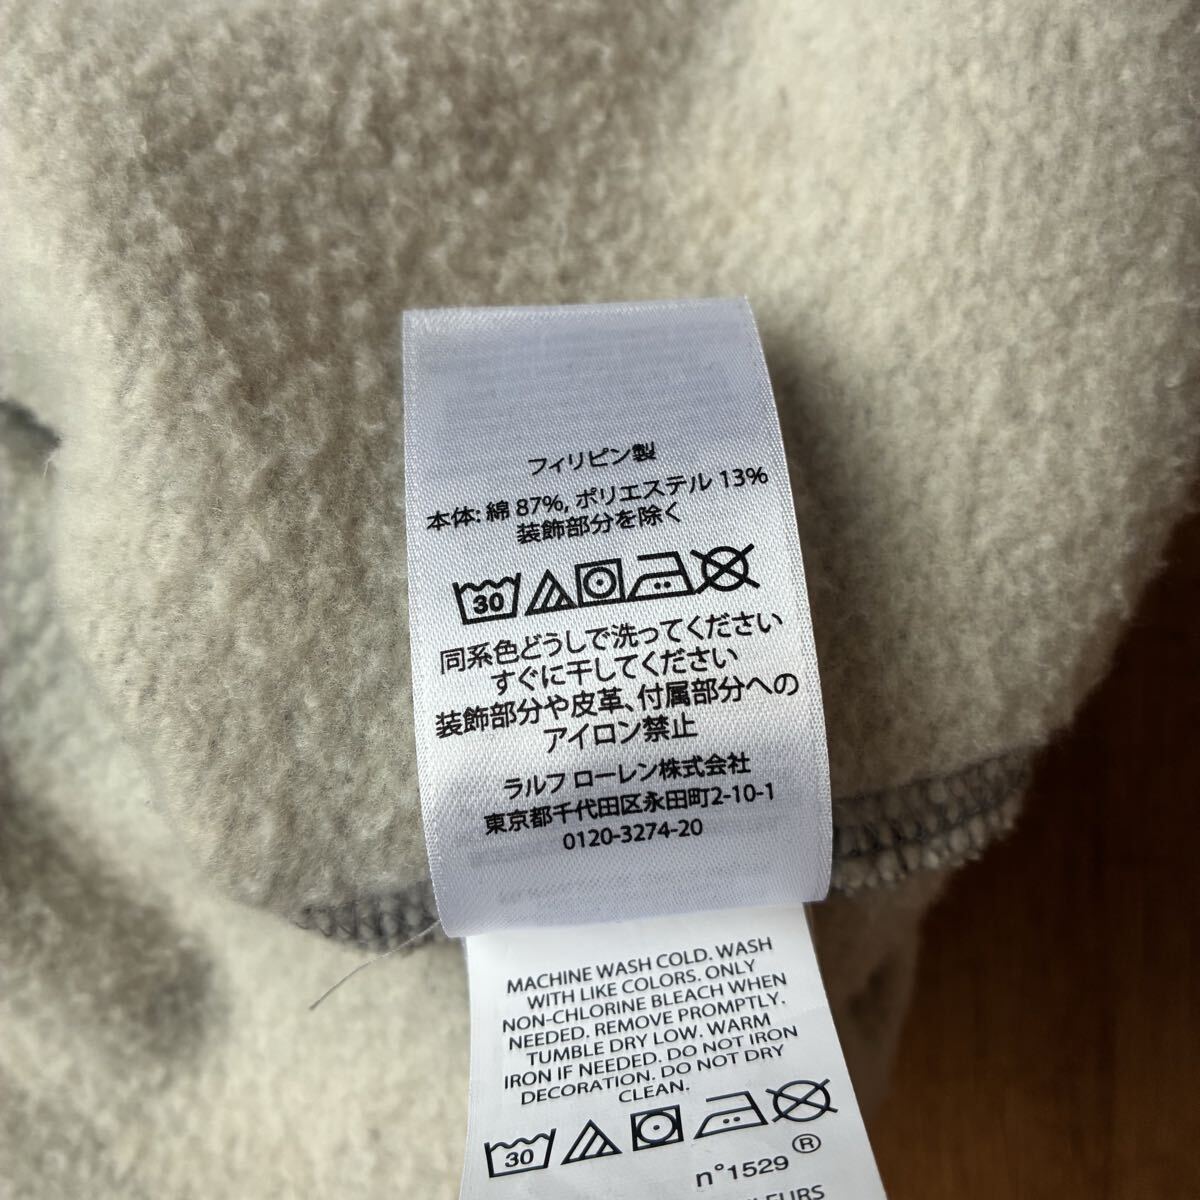 フィリピン製
本体: 綿 87%, ポリエステル 13%
装飾部分を除く
30
同系色どうしで洗ってください
すぐに干してください
装飾部分や皮革、付属部分への
アイロン禁止
ラルフ ローレン株式会社
東京都千代田区永田町2-10-1
0120-3274-20
MACHINE WASH COLD. WASH
WITH LIKE COLORS. ONLY
NON-CHLORINE BLEACH WHEN
NEEDED. REMOVE PROMPTLY.
TUMBLE DRY LOW. WARM
IRON IF NEEDED. DO NOT IRON
DECORATION. DO NOT DRY
CLEAN.
30
n°1529 ®